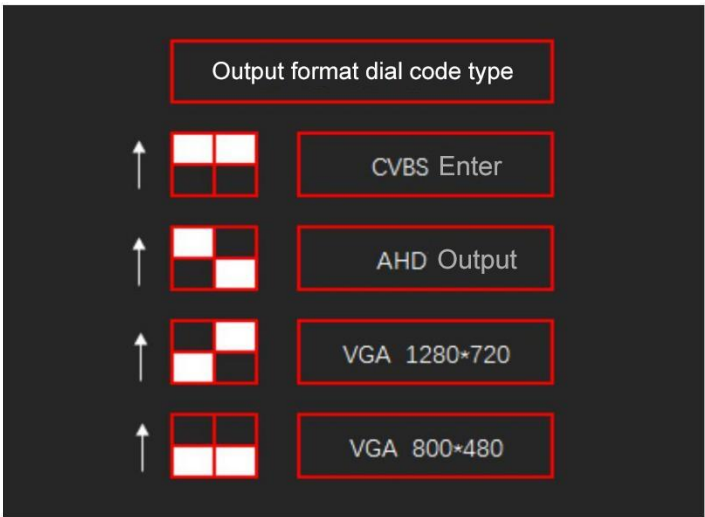 Output format dial code type
CVBS Enter
AHD Output
VGA 1280*720
VGA 800*480